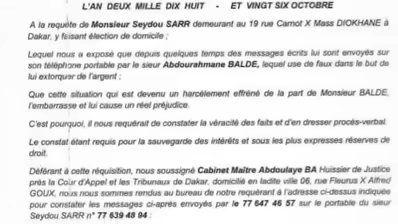 L'AN DEUX MILLE DIX HUIT - ET VINGT SIX OCTOBRE
A la requête de Monsieur Seydou SARR demeurant au 19 rue Carnot X Mass DIOKHANE à
Dakar, y faisant élection de domicile ;
Lequel nous a exposé que depuis quelques temps des messages écrits lui sont envoyés sur
son téléphone portable par le sieur Abdourahmane BALDE, lequel use de faux dans le but de
lui extorquer de l'argent ;
Que cette situation qui est devenu un harcèlement effréné de la part de Monsieur BALDE,
l'embarrasse et lui cause un réel préjudice.
C'est pourquoi, il nous requérait de constater la véracité des faits et d'en dresser procès-verbal.
Le constat étant requis pour la sauvegarde des intérêts et sous les plus expresses réserves de
droit.
Déférant à cette réquisition, nous soussigné Cabinet Maître Abdoulaye BA Huissier de Justice
près la Cour d'Appel et les Tribunaux de Dakar, domicilié en ladite ville 06, rue Fleurus X Alfred
GOUX, nous nous sommes rendus au bureau de notre requérant à l'adresse ci-dessus indiquée
pour constater les messages ci-après envoyés par le 77 647 46 57 sur le portable du sieur
Seydou SARR n° 77 639 48 94 :